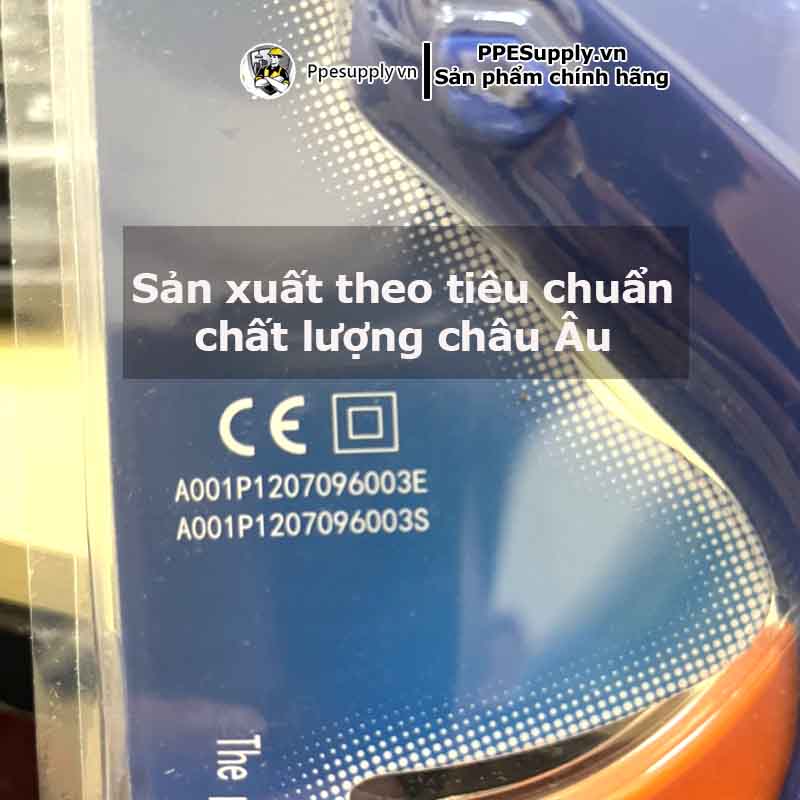 Ppesupply.vn
PPESupply.vn
Sản phẩm chính hãng
Sản xuất theo tiêu chuẩn
chất lượng châu Âu
CE
A001P1207096003E
A001P1207096003S
The